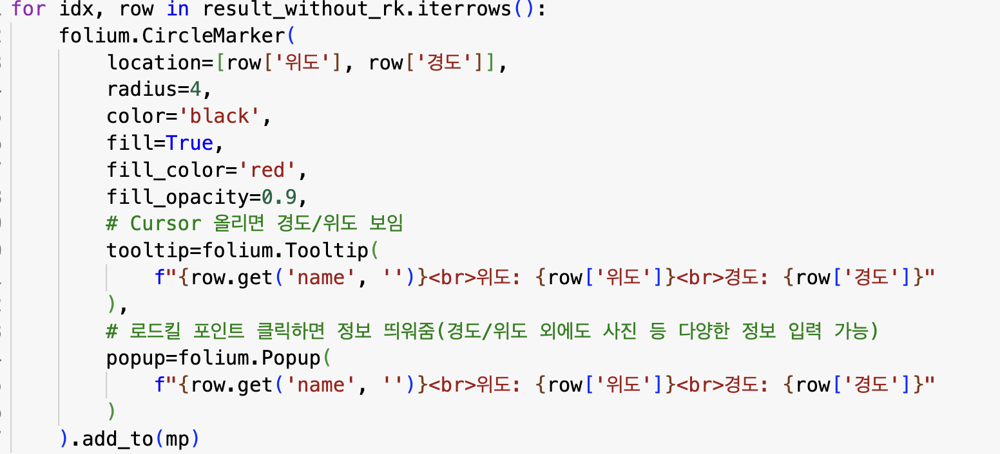 for idx, row in result_without_rk.iterrows():
    folium.CircleMarker(
        location=[row['위도'], row['경도']],
        radius=4,
        color='black',
        fill=True,
        fill_color='red',
        fill_opacity=0.9,
        # Cursor 올리면 경도/위도 보임
        tooltip=folium.Tooltip(
            f"{row.get('name', '')}<br>위도: {row['위도']}<br>경도: {row['경도']}"
        ),
        # 로드킬 포인트 클릭하면 정보 띄워줌(경도/위도 외에도 사진 등 다양한 정보 입력 가능)
        popup=folium.Popup(
            f"{row.get('name', '')}<br>위도: {row['위도']}<br>경도: {row['경도']}"
        )
    ).add_to(mp)